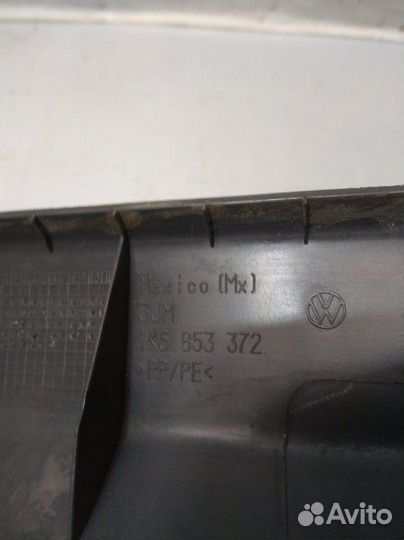 Mexico (Mx)
3JM
1K5 853 372
>PP/PE<
Avito